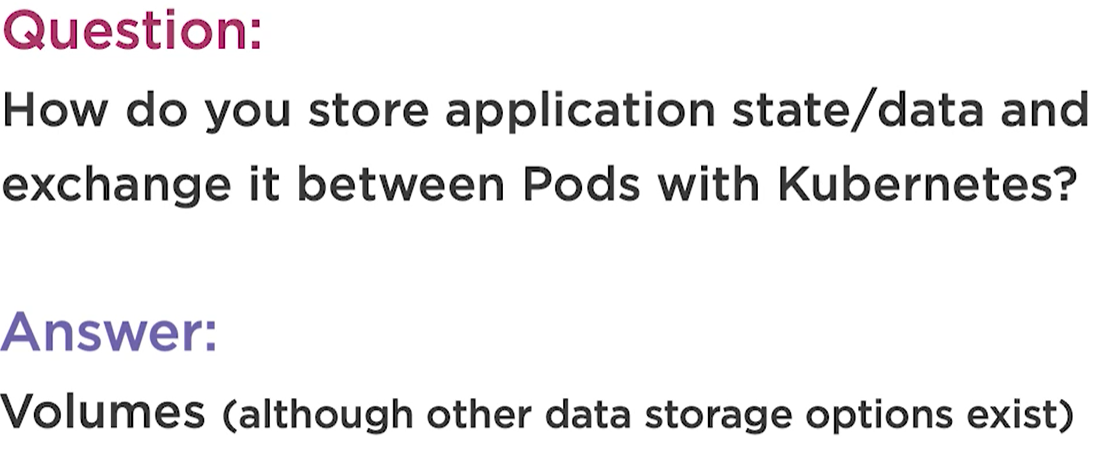 Question:
How do you store application state/data and
exchange it between Pods with Kubernetes?
Answer:
Volumes (although other data storage options exist)